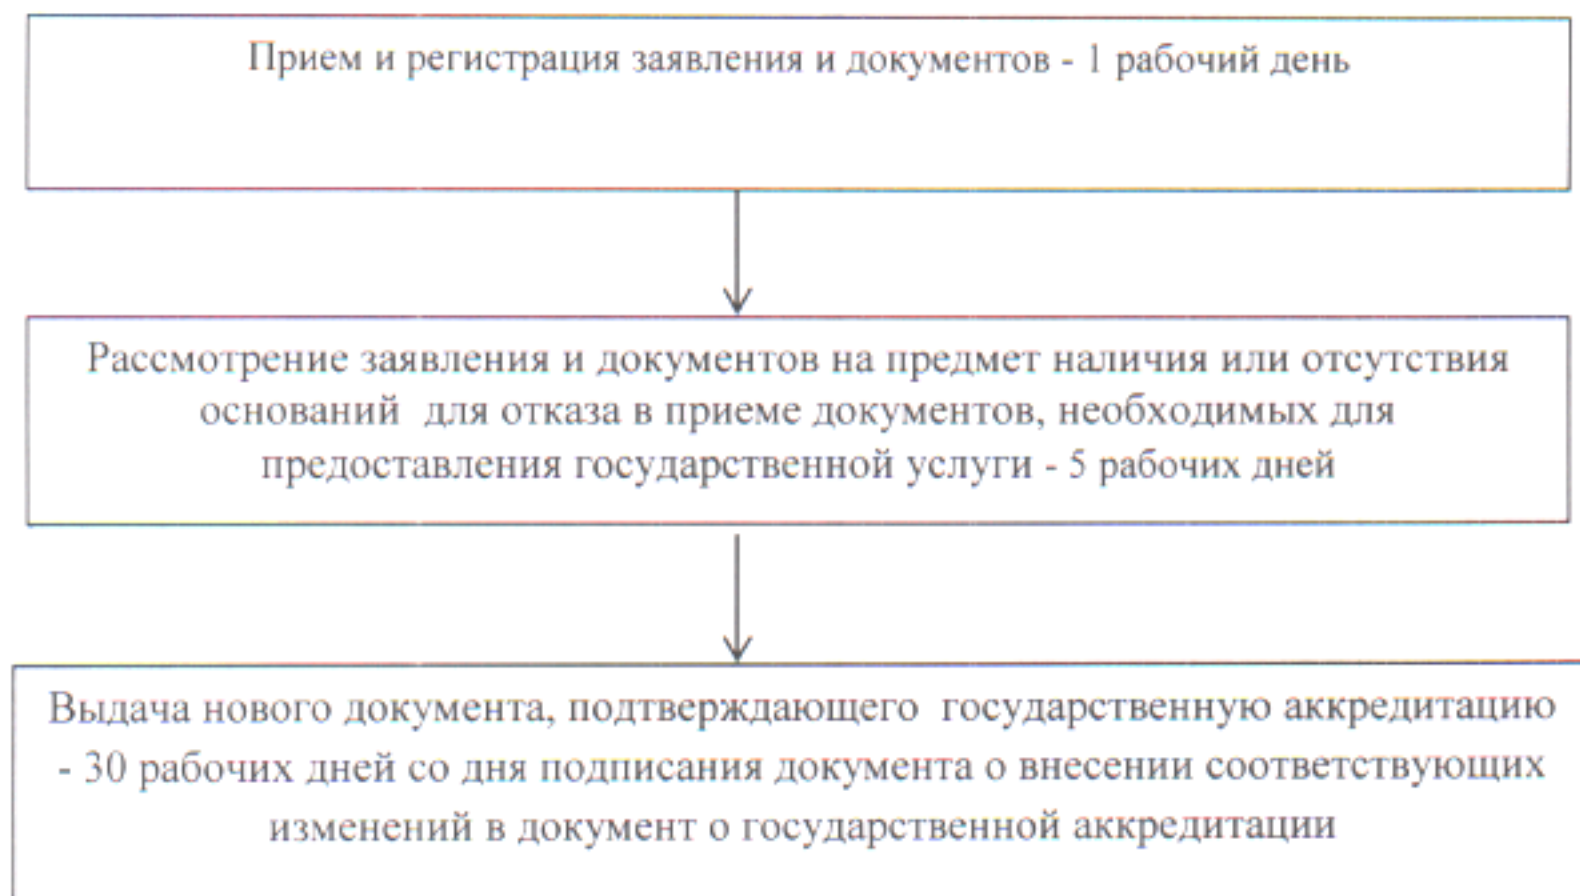 Прием и регистрация заявления и документов - 1 рабочий день
Рассмотрение заявления и документов на предмет наличия или отсутствия
оснований для отказа в приеме документов, необходимых для
предоставления государственной услуги - 5 рабочих дней
Выдача нового документа, подтверждающего государственную аккредитацию
- 30 рабочих дней со дня подписания документа о внесении соответствующих
изменений в документ о государственной аккредитации